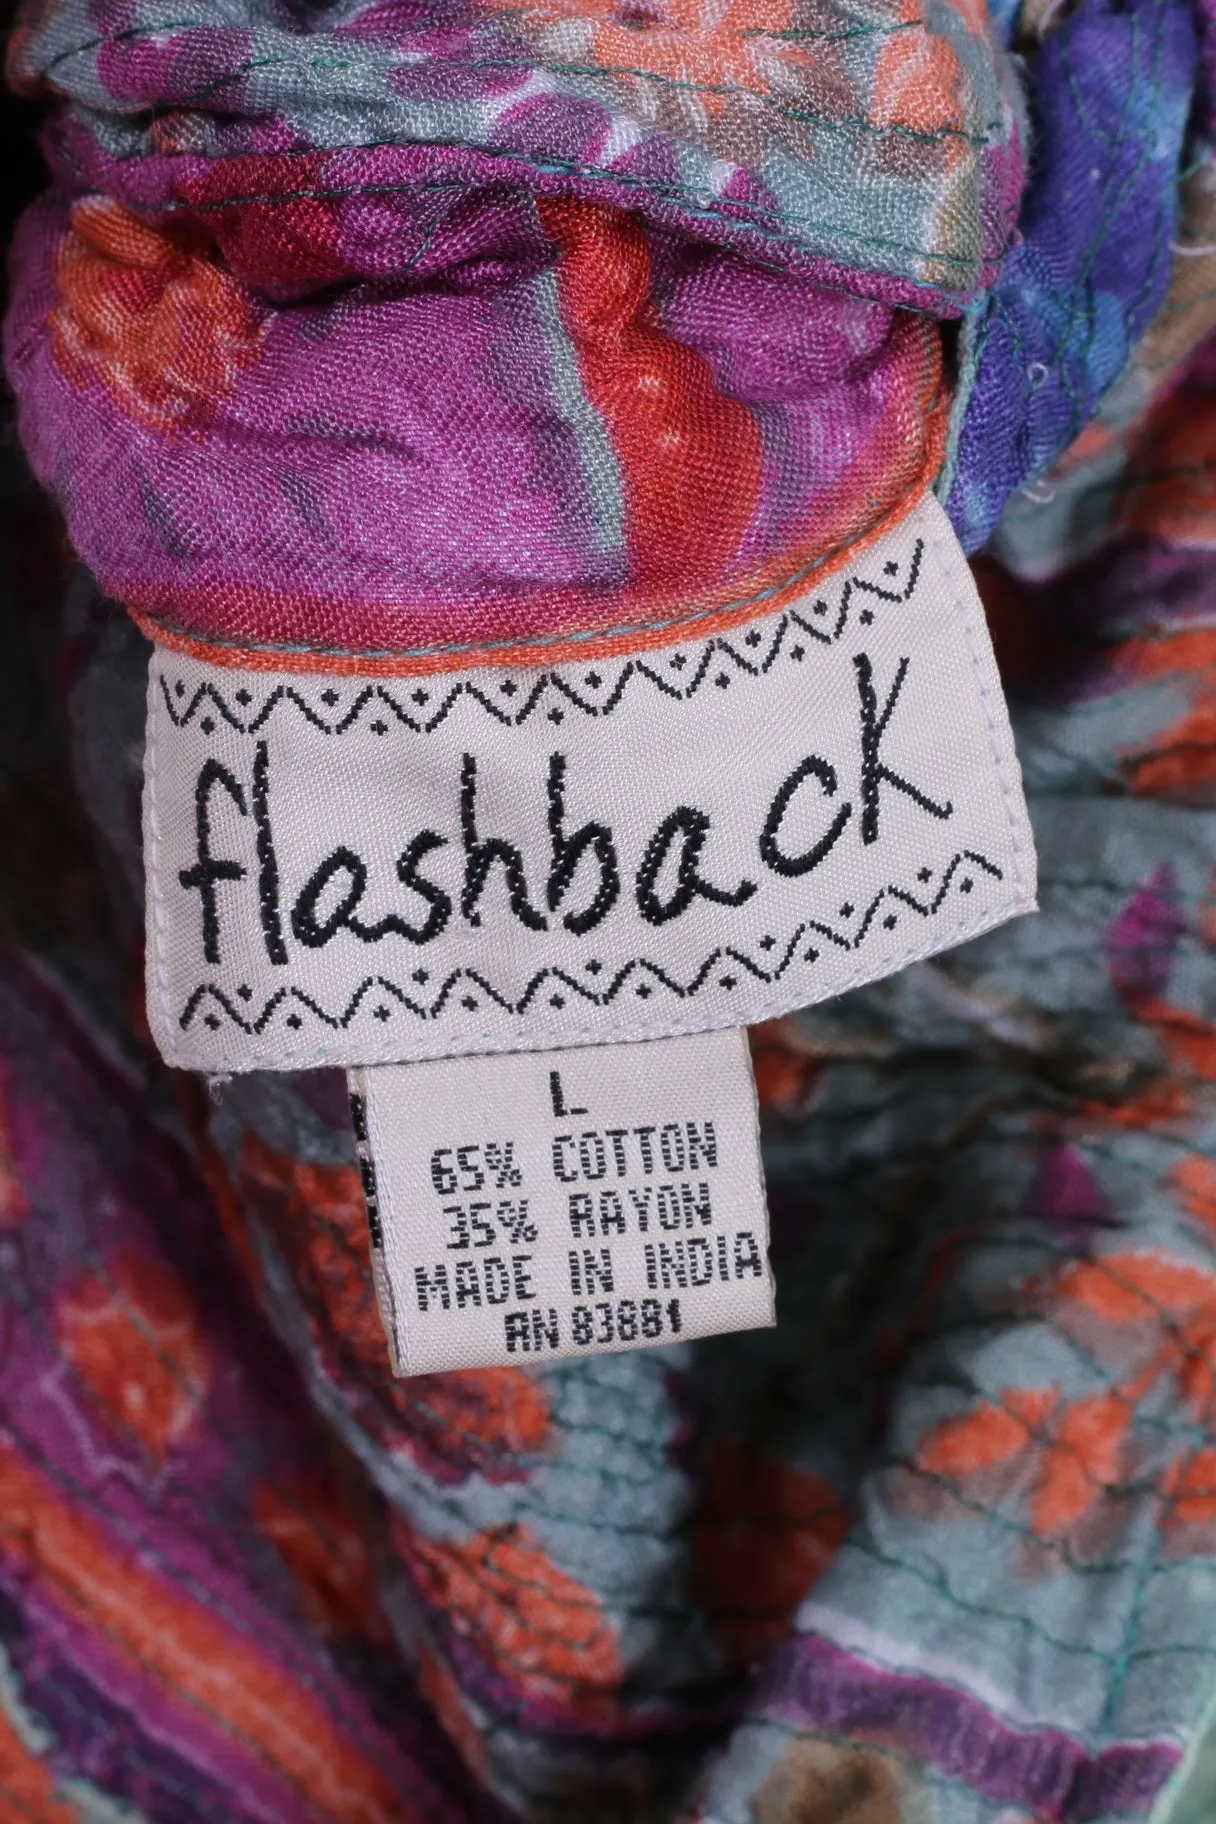 flashback
L
65% COTTON
35% RAYON
MADE IN INDIA
RN 83881